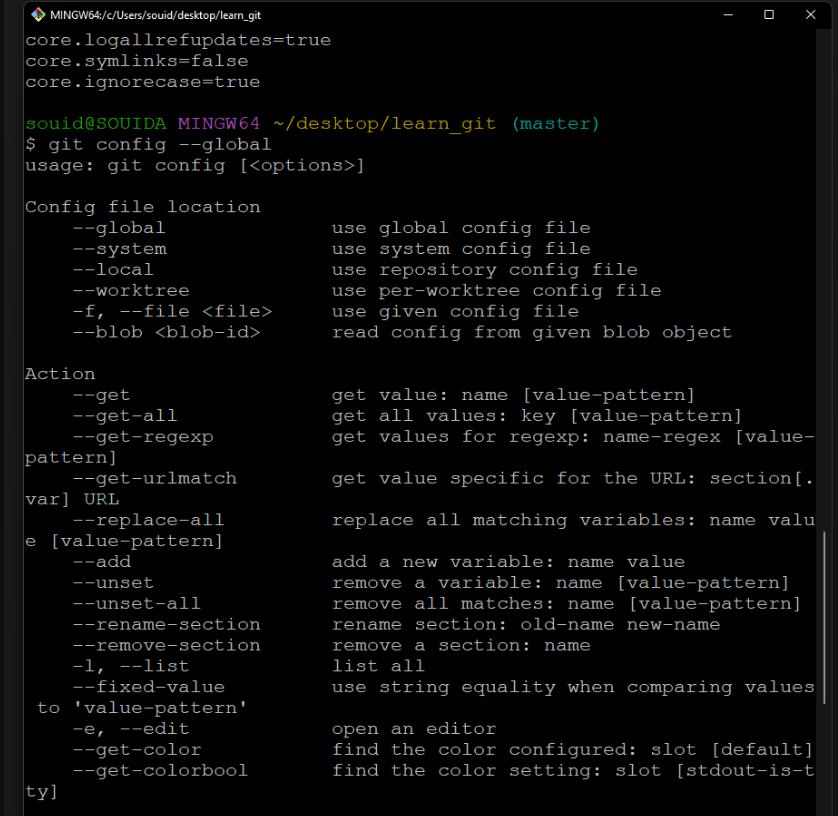 MINGW64:/c/Users/souid/desktop/learn_git
core.logallrefupdates=true
core.symlinks=false
core.ignorecase=true
souid@SOUIDA MINGW64 ~/desktop/learn_git (master)
$ git config --global
usage: git config [<options>]
Config file location
    --global              use global config file
    --system              use system config file
    --local               use repository config file
    --worktree            use per-worktree config file
    -f, --file <file>     use given config file
    --blob <blob-id>      read config from given blob object
Action
    --get                 get value: name [value-pattern]
    --get-all             get all values: key [value-pattern]
    --get-regexp          get values for regexp: name-regex [value-
pattern]
    --get-urlmatch        get value specific for the URL: section[.
var] URL
    --replace-all         replace all matching variables: name valu
e [value-pattern]
    --add                 add a new variable: name value
    --unset               remove a variable: name [value-pattern]
    --unset-all           remove all matches: name [value-pattern]
    --rename-section      rename section: old-name new-name
    --remove-section      remove a section: name
    -l, --list            list all
    --fixed-value         use string equality when comparing values
 to 'value-pattern'
    -e, --edit            open an editor
    --get-color           find the color configured: slot [default]
    --get-colorbool       find the color setting: slot [stdout-is-t
ty]